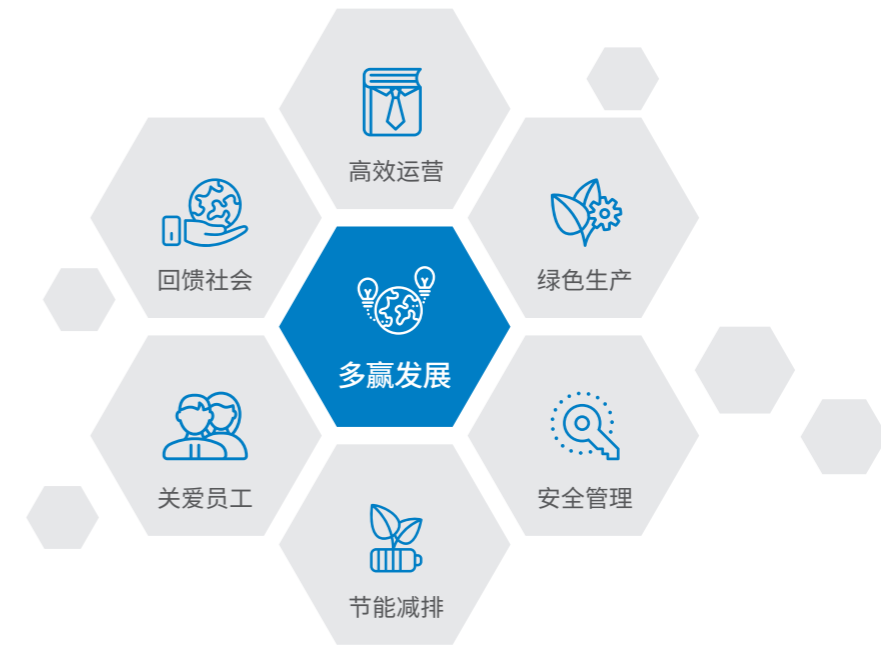 高效运营
回馈社会
绿色生产
多赢发展
关爱员工
安全管理
节能减排